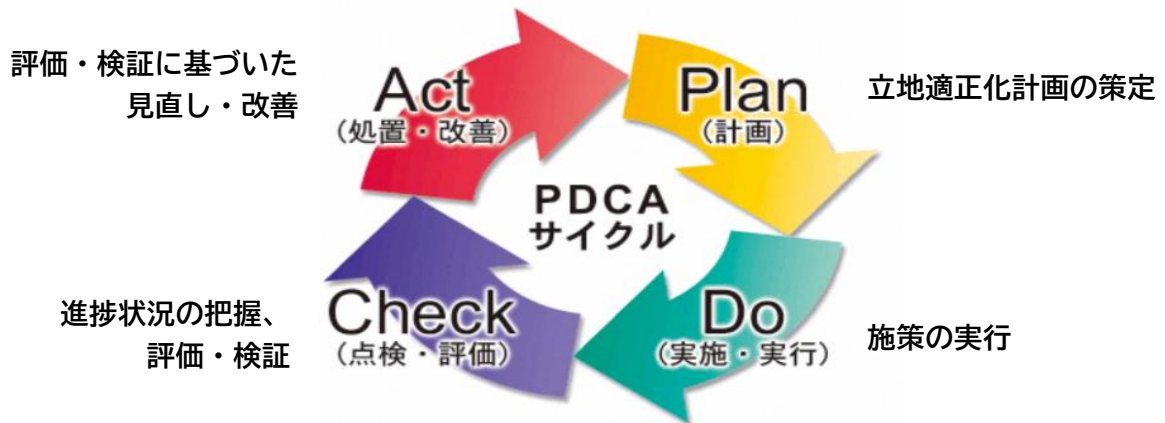 評価・検証に基づいた
見直し・改善
Act
(処置・改善)
Plan
(計画)
立地適正化計画の策定
PDCA
サイクル
進捗状況の把握、
評価・検証
Check
(点検・評価)
Do
(実施・実行)
施策の実行